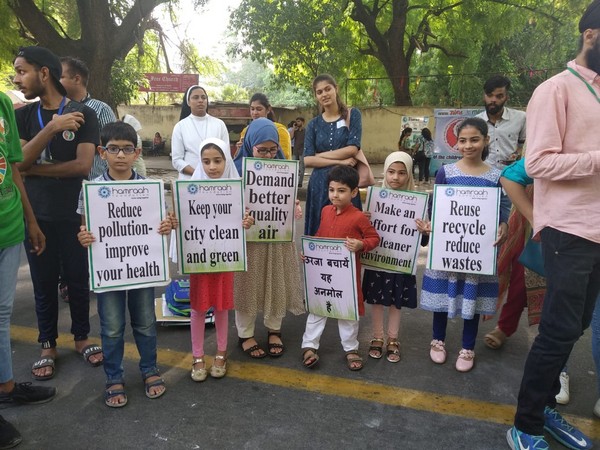 hamraah
Reduce
pollution-
improve
your health
hamraah
Keep your
city clean
and green
hamraah
Demand
better
quality
air
hamraah
ऊर्जा बचायें
यह
अनमोल
हैं
hamraah
Make an
effort for
cleaner
environment
hamraah
Reuse
recycle
reduce
wastes